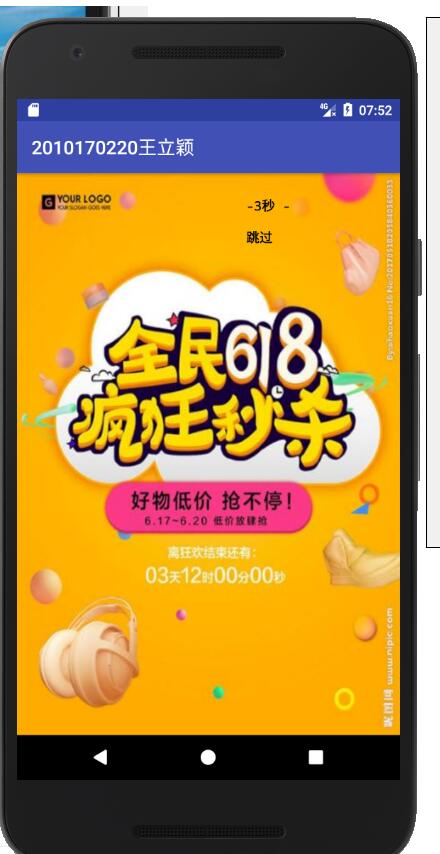 4G 07:52
2010170220王立颖
YOUR LOGO
YOUR SLOGAN GOES HERE
-3秒 -
跳过
全民618
疯狂秒杀
好物低价 抢不停!
6.17~6.20 低价放肆抢
离狂欢结束还有:
03天12时00分00秒
昵图网 www.nipic.com